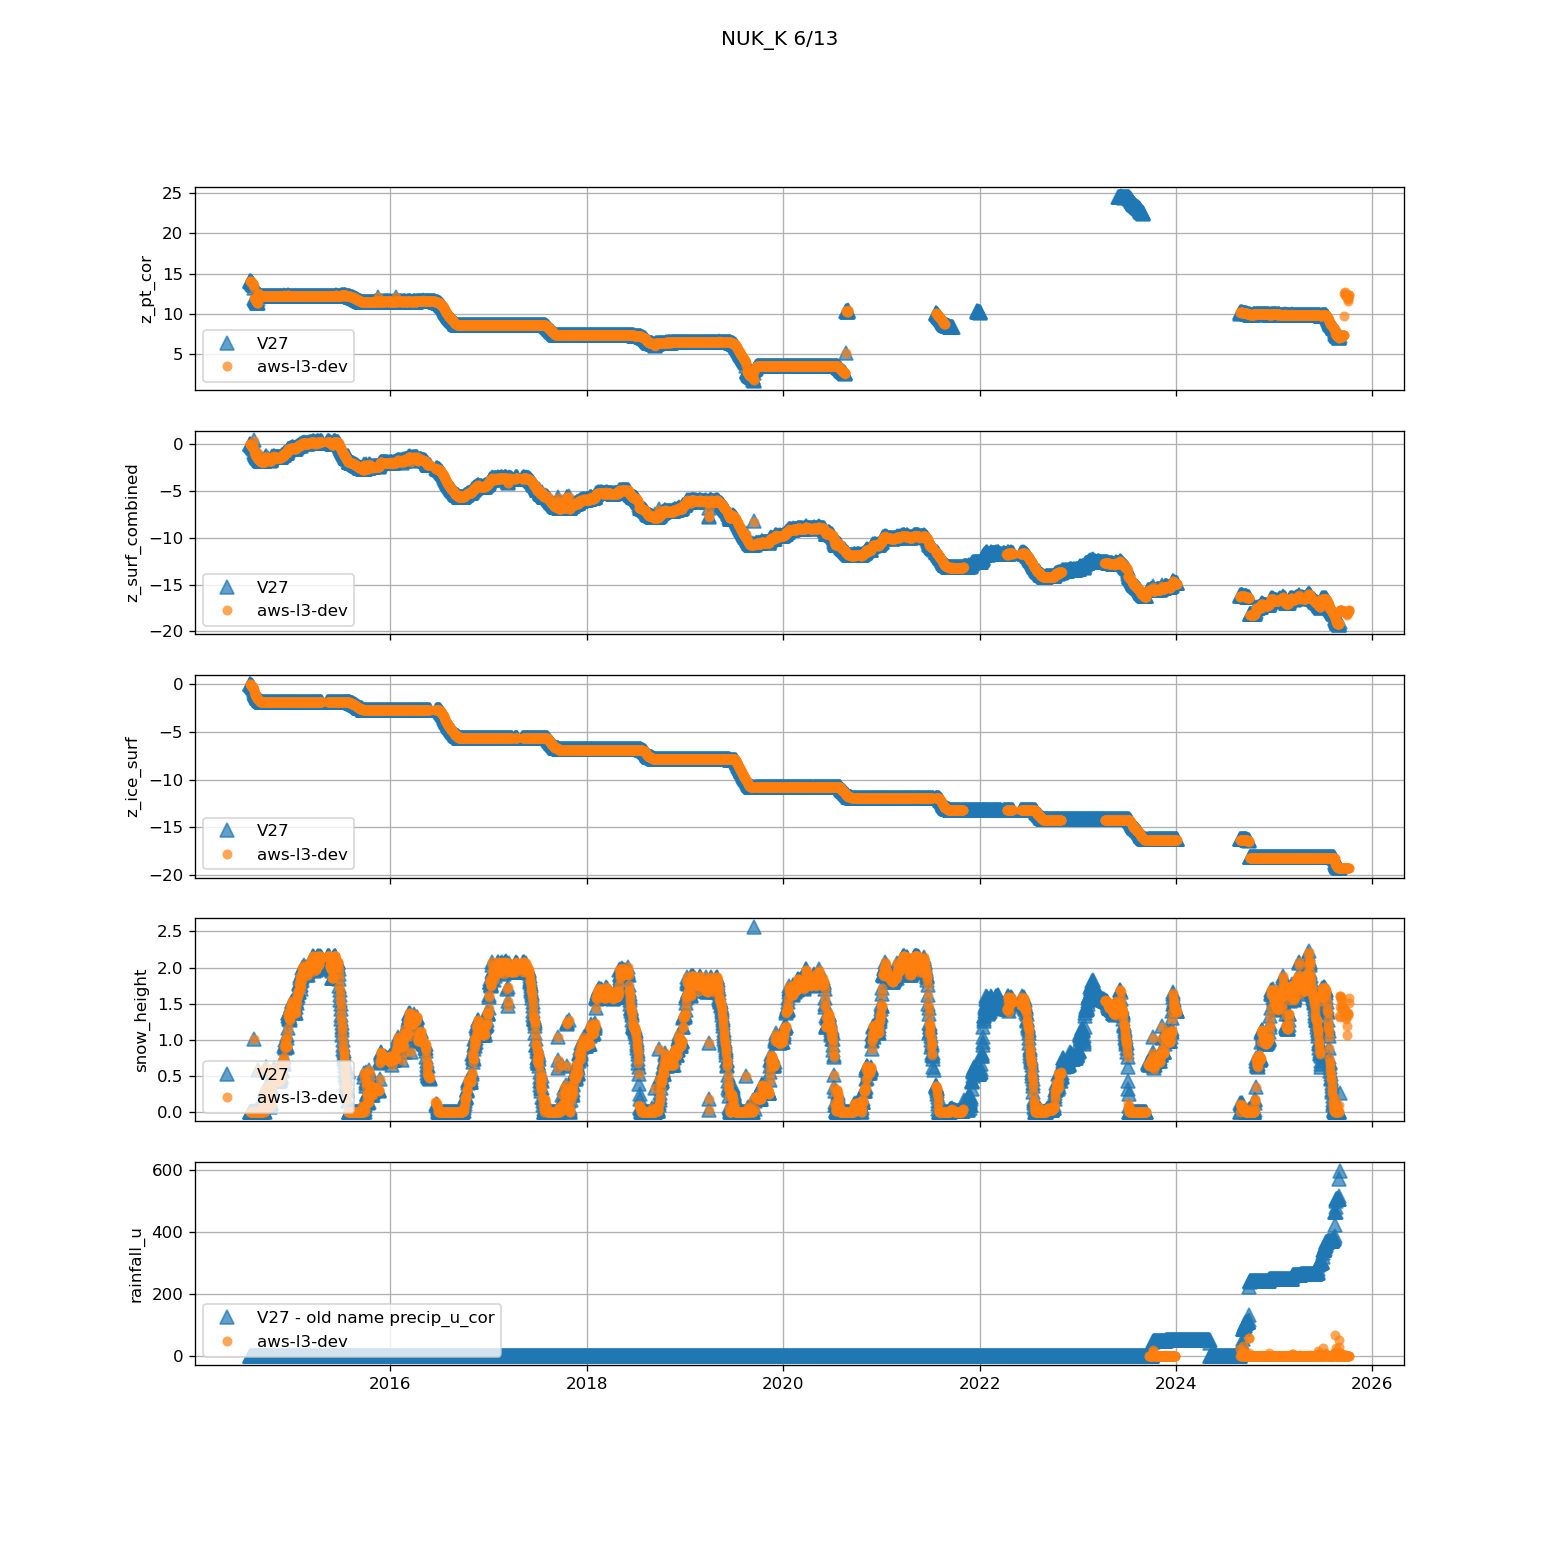 NUK_K 6/13
z_pt_cor
25
20
15
10
5
V27
aws-l3-dev
z_surf_combined
0
−5
−10
−15
−20
V27
aws-l3-dev
z_ice_surf
0
−5
−10
−15
−20
V27
aws-l3-dev
snow_height
2.5
2.0
1.5
1.0
0.5
0.0
V27
aws-l3-dev
rainfall_u
600
400
200
0
V27 - old name precip_u_cor
aws-l3-dev
2016 2018 2020 2022 2024 2026